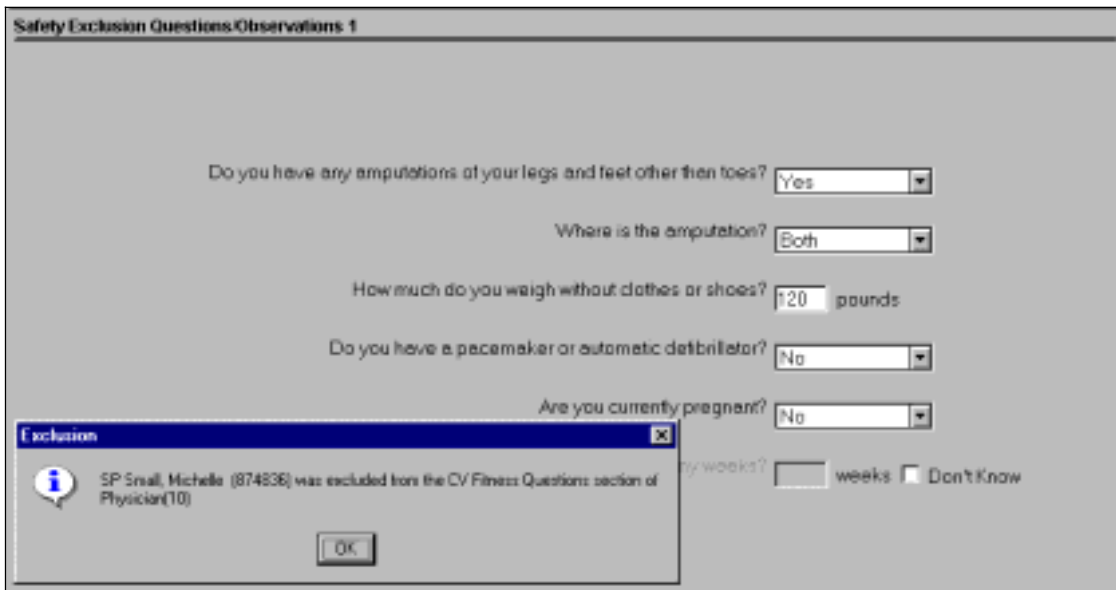 Safety Exclusion Questions/Observations 1
Do you have any amputations of your legs and feet other than toes? Yes
Where is the amputation? Both
How much do you weigh without clothes or shoes? 120 pounds
Do you have a pacemaker or automatic defibrillator? No
Are you currently pregnant? No
weeks? weeks Don't Know
Exclusion
SP Small, Michelle (874836) was excluded from the CV Fitness Questions section of
Physician(10)
OK